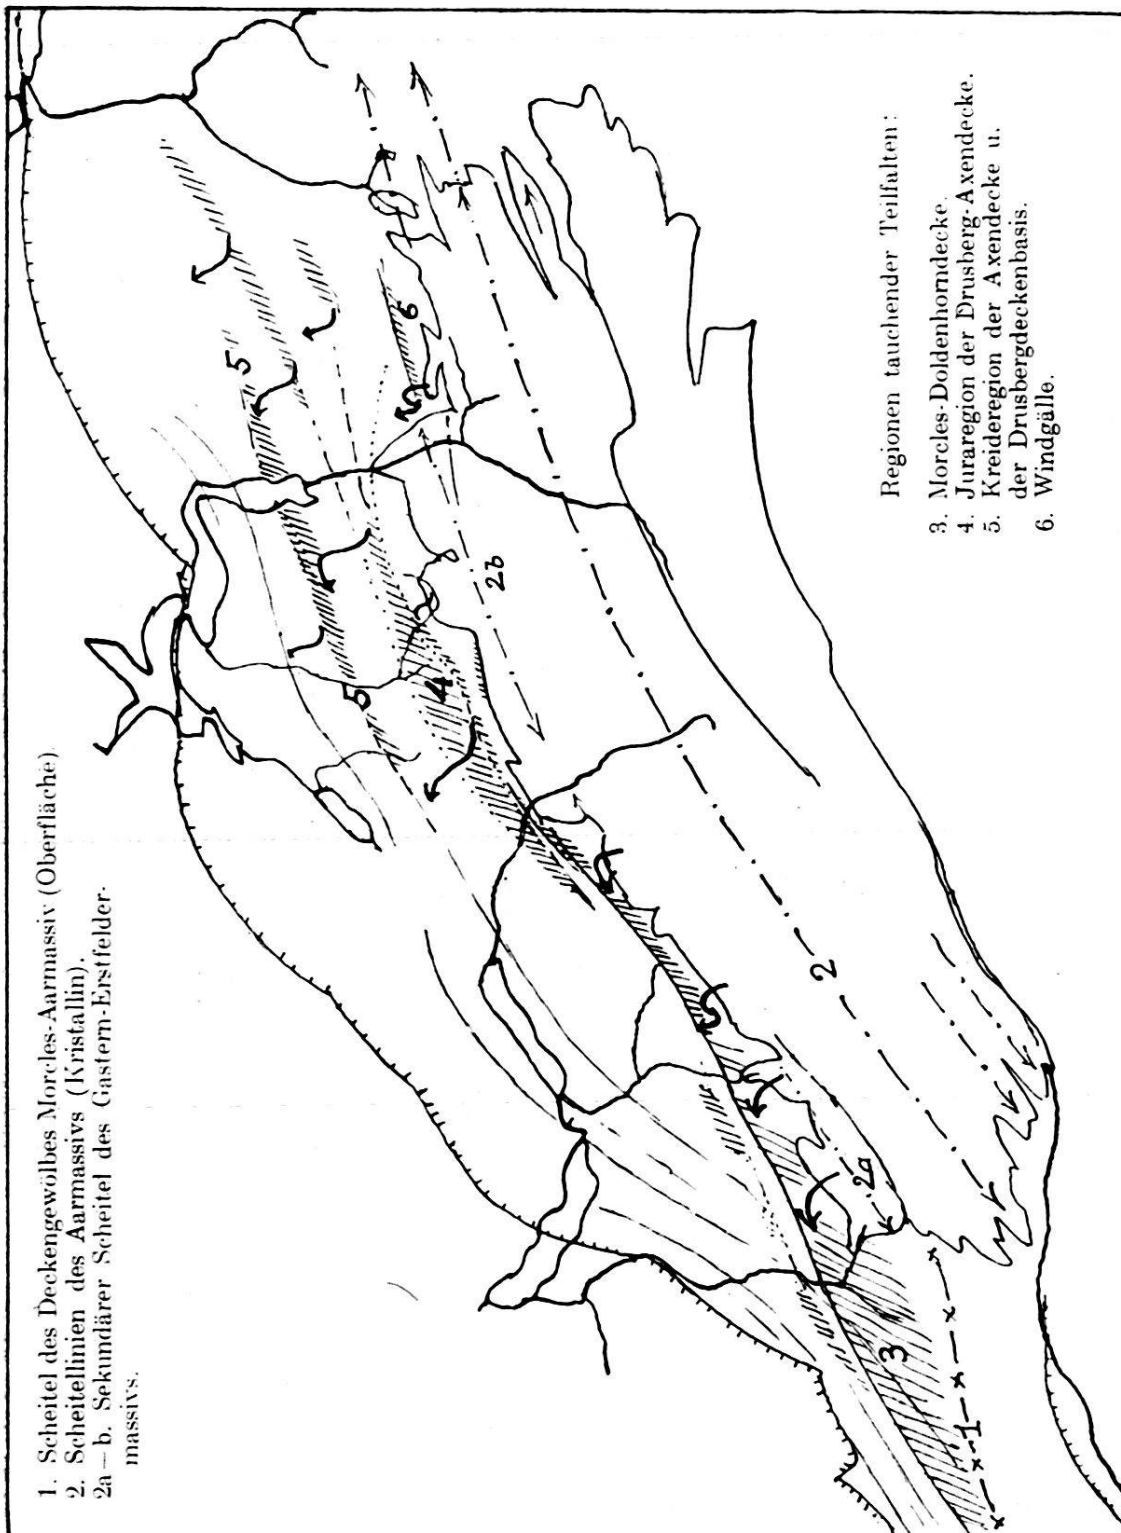 1. Scheitel des Deckengewölbes Morcles-Aarmassiv (Oberfläche)
2. Scheitellinien des Aarmassivs (Kristallin).
2a—b. Sekundärer Scheitel des Gastern-Erstfelder-
massivs.
Regionen tauchender Teilfalten:
3. Morcles-Doldenhorndecke.
4. Juraregion der Drusberg-Axendecke.
5. Kreideregion der Axendecke u.
der Drusbergdeckenbasis.
6. Windgälle.
5
6
5
4
2b
2
2a
3
1